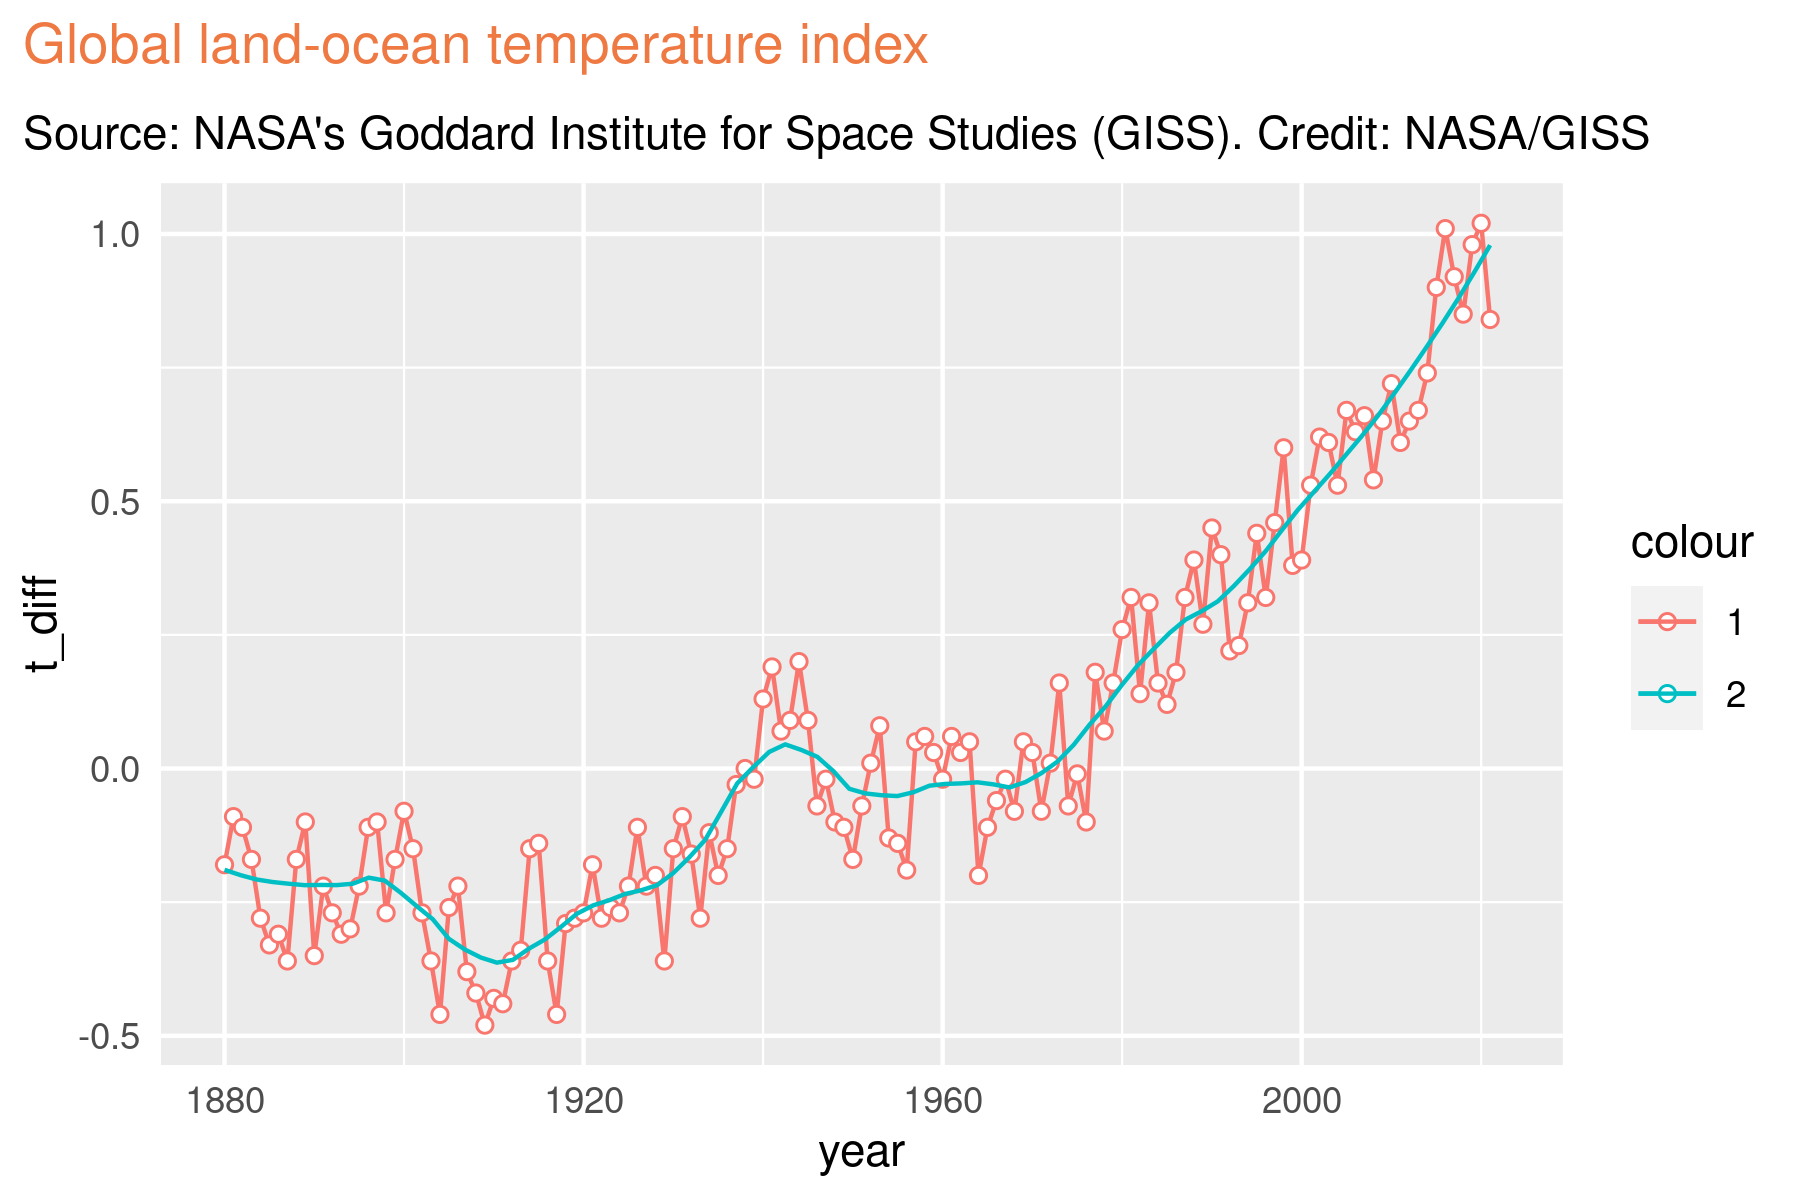 Global land-ocean temperature index
Source: NASA's Goddard Institute for Space Studies (GISS). Credit: NASA/GISS
1.0
0.5
0.0
-0.5
t_diff
1880 1920 1960 2000
year
colour
1
2